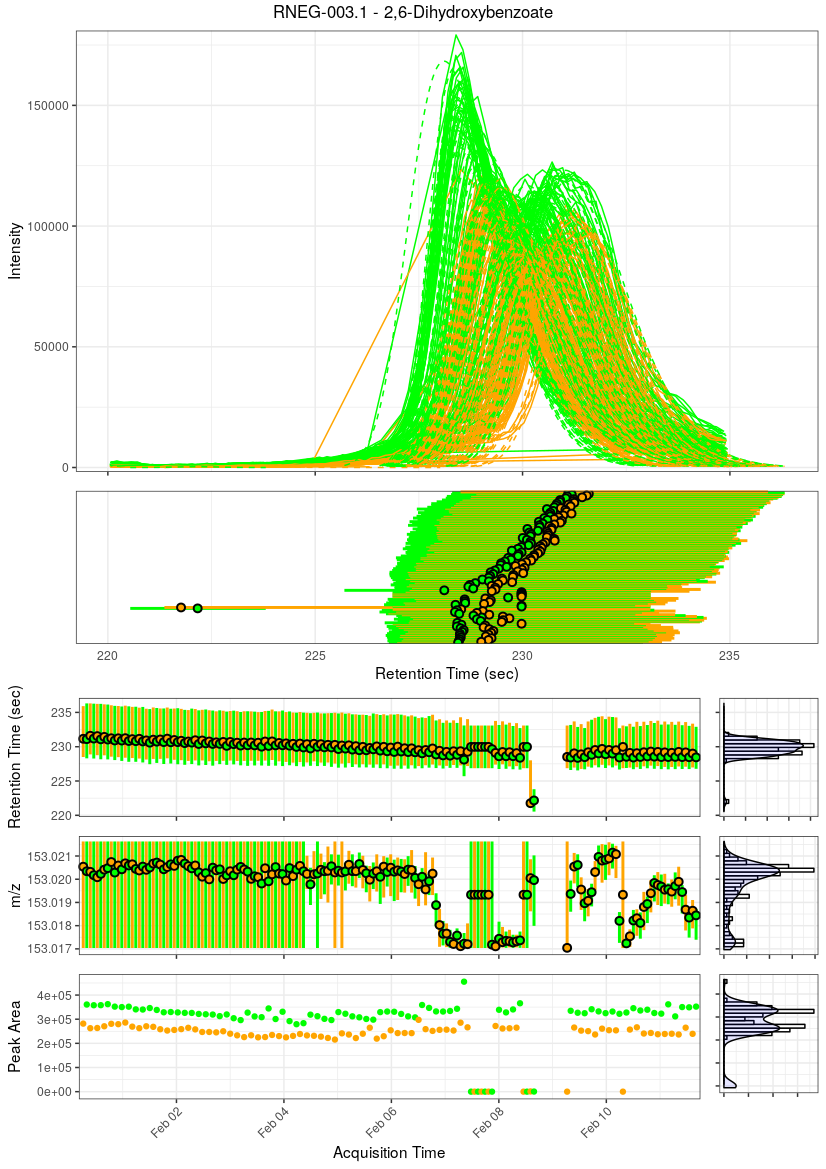 RNEG-003.1 - 2,6-Dihydroxybenzoate
150000
100000
50000
0
Intensity
220
225
230
235
Retention Time (sec)
235
230
225
220
Retention Time (sec)
153.021
153.020
153.019
153.018
153.017
m/z
4e+05
3e+05
2e+05
1e+05
0e+00
Peak Area
Feb 02
Feb 04
Feb 06
Feb 08
Feb 10
Acquisition Time